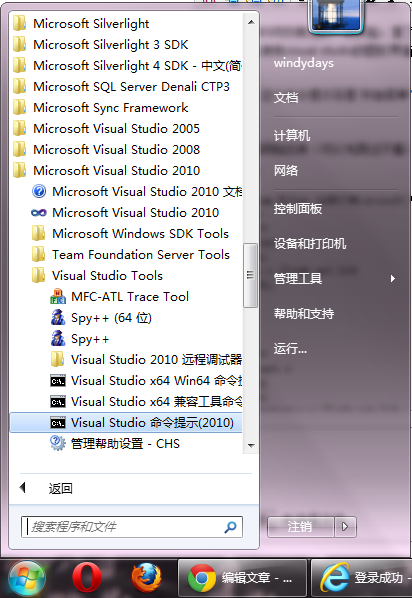 Microsoft Silverlight
Microsoft Silverlight 3 SDK
Microsoft Silverlight 4 SDK - 中文(简
Microsoft SQL Server Denali CTP3
Microsoft Sync Framework
Microsoft Visual Studio 2005
Microsoft Visual Studio 2008
Microsoft Visual Studio 2010
Microsoft Visual Studio 2010 文档
Microsoft Visual Studio 2010
Microsoft Windows SDK Tools
Team Foundation Server Tools
Visual Studio Tools
MFC-ATL Trace Tool
Spy++ (64 位)
Spy++
Visual Studio 2010 远程调试器
Visual Studio x64 Win64 命令
Visual Studio x64 兼容工具命令
Visual Studio 命令提示(2010)
管理帮助设置 - CHS
返回
搜索程序和文件
windydays
文档
计算机
网络
控制面板
设备和打印机
管理工具
帮助和支持
运行...
注销
编辑文章 - ...
登录成功 -